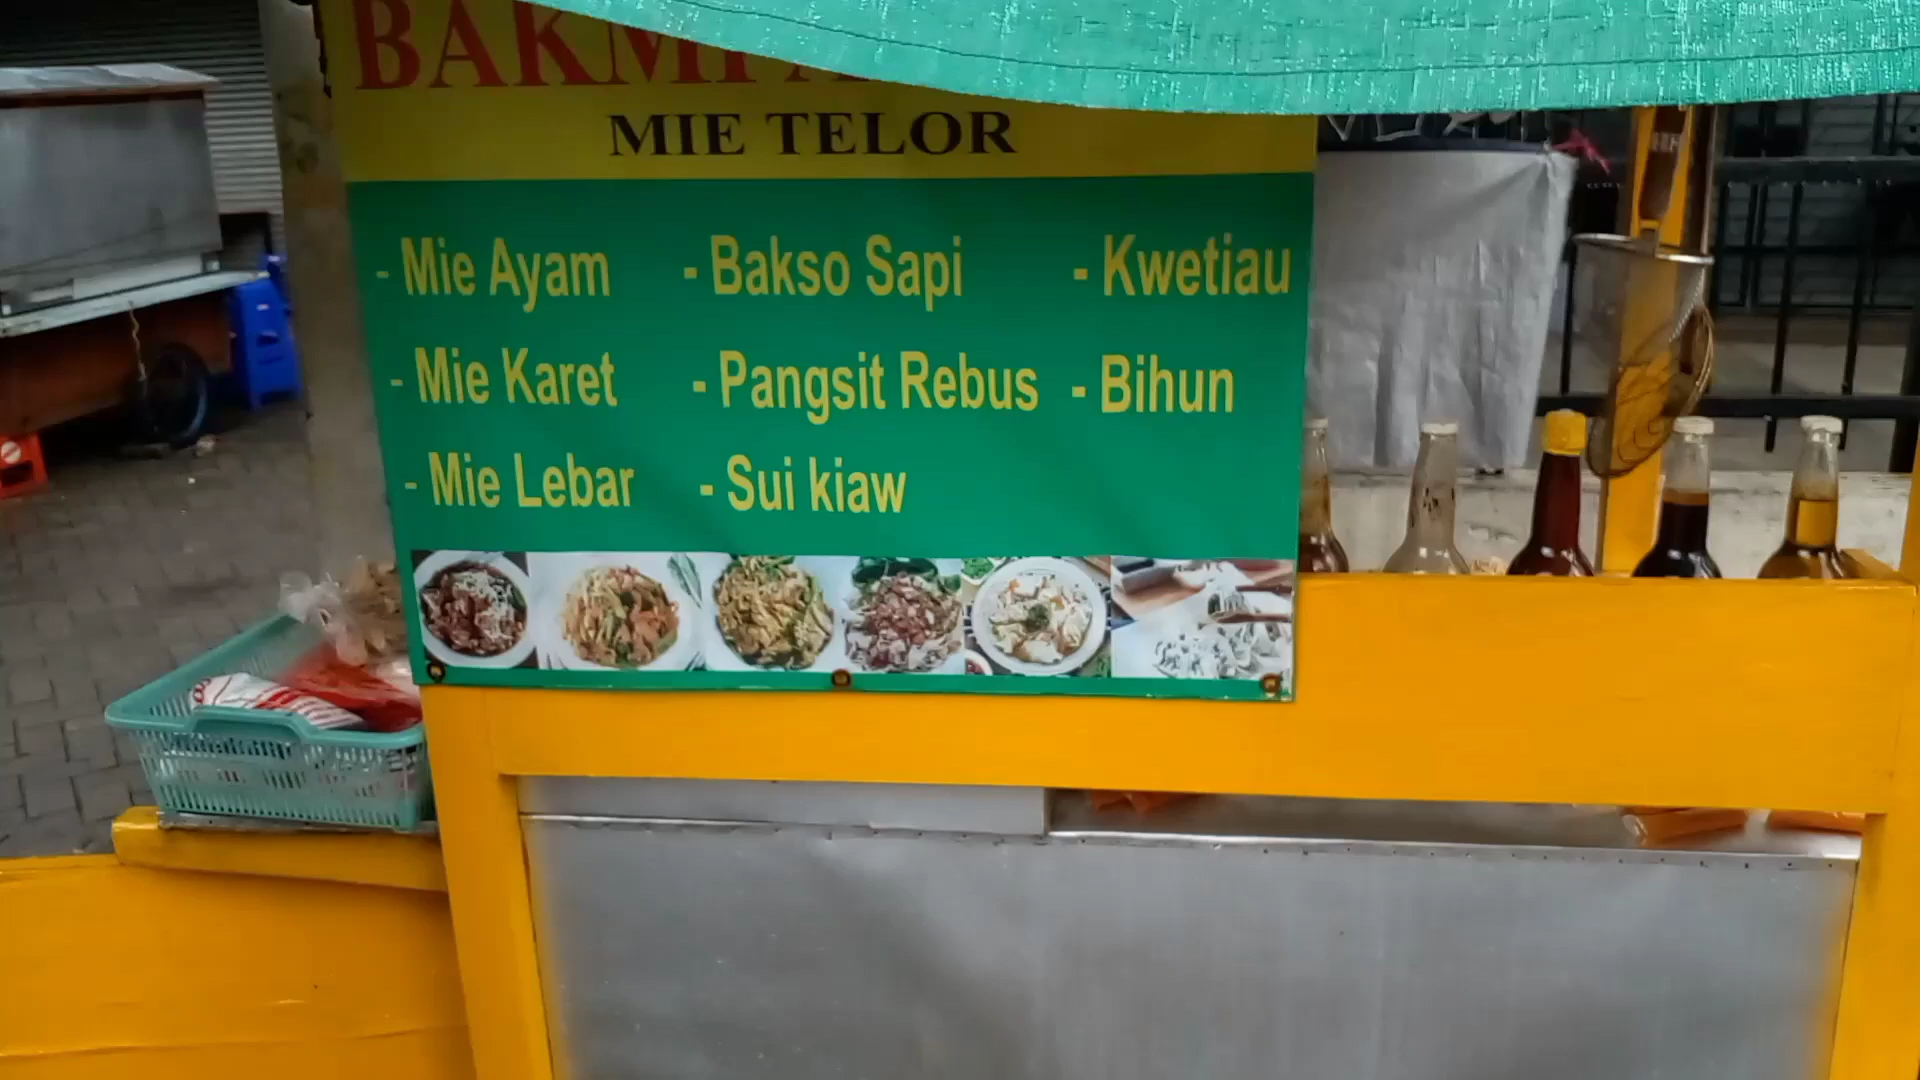 BAKMI
MIE TELOR
- Mie Ayam
- Mie Karet
- Mie Lebar
- Bakso Sapi
- Pangsit Rebus
- Sui kiaw
- Kwetiau
- Bihun